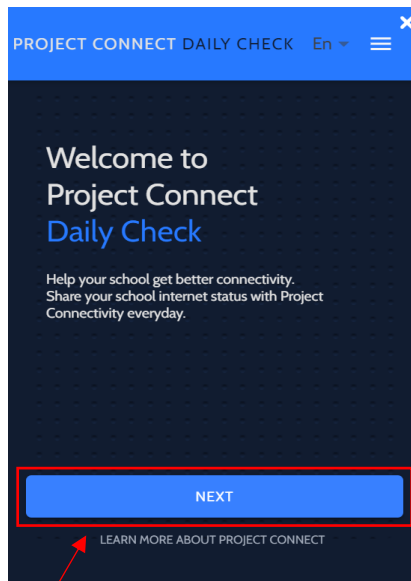 PROJECT CONNECT DAILY CHECK En
Welcome to
Project Connect
Daily Check
Help your school get better connectivity.
Share your school internet status with Project
Connectivity everyday.
NEXT
LEARN MORE ABOUT PROJECT CONNECT